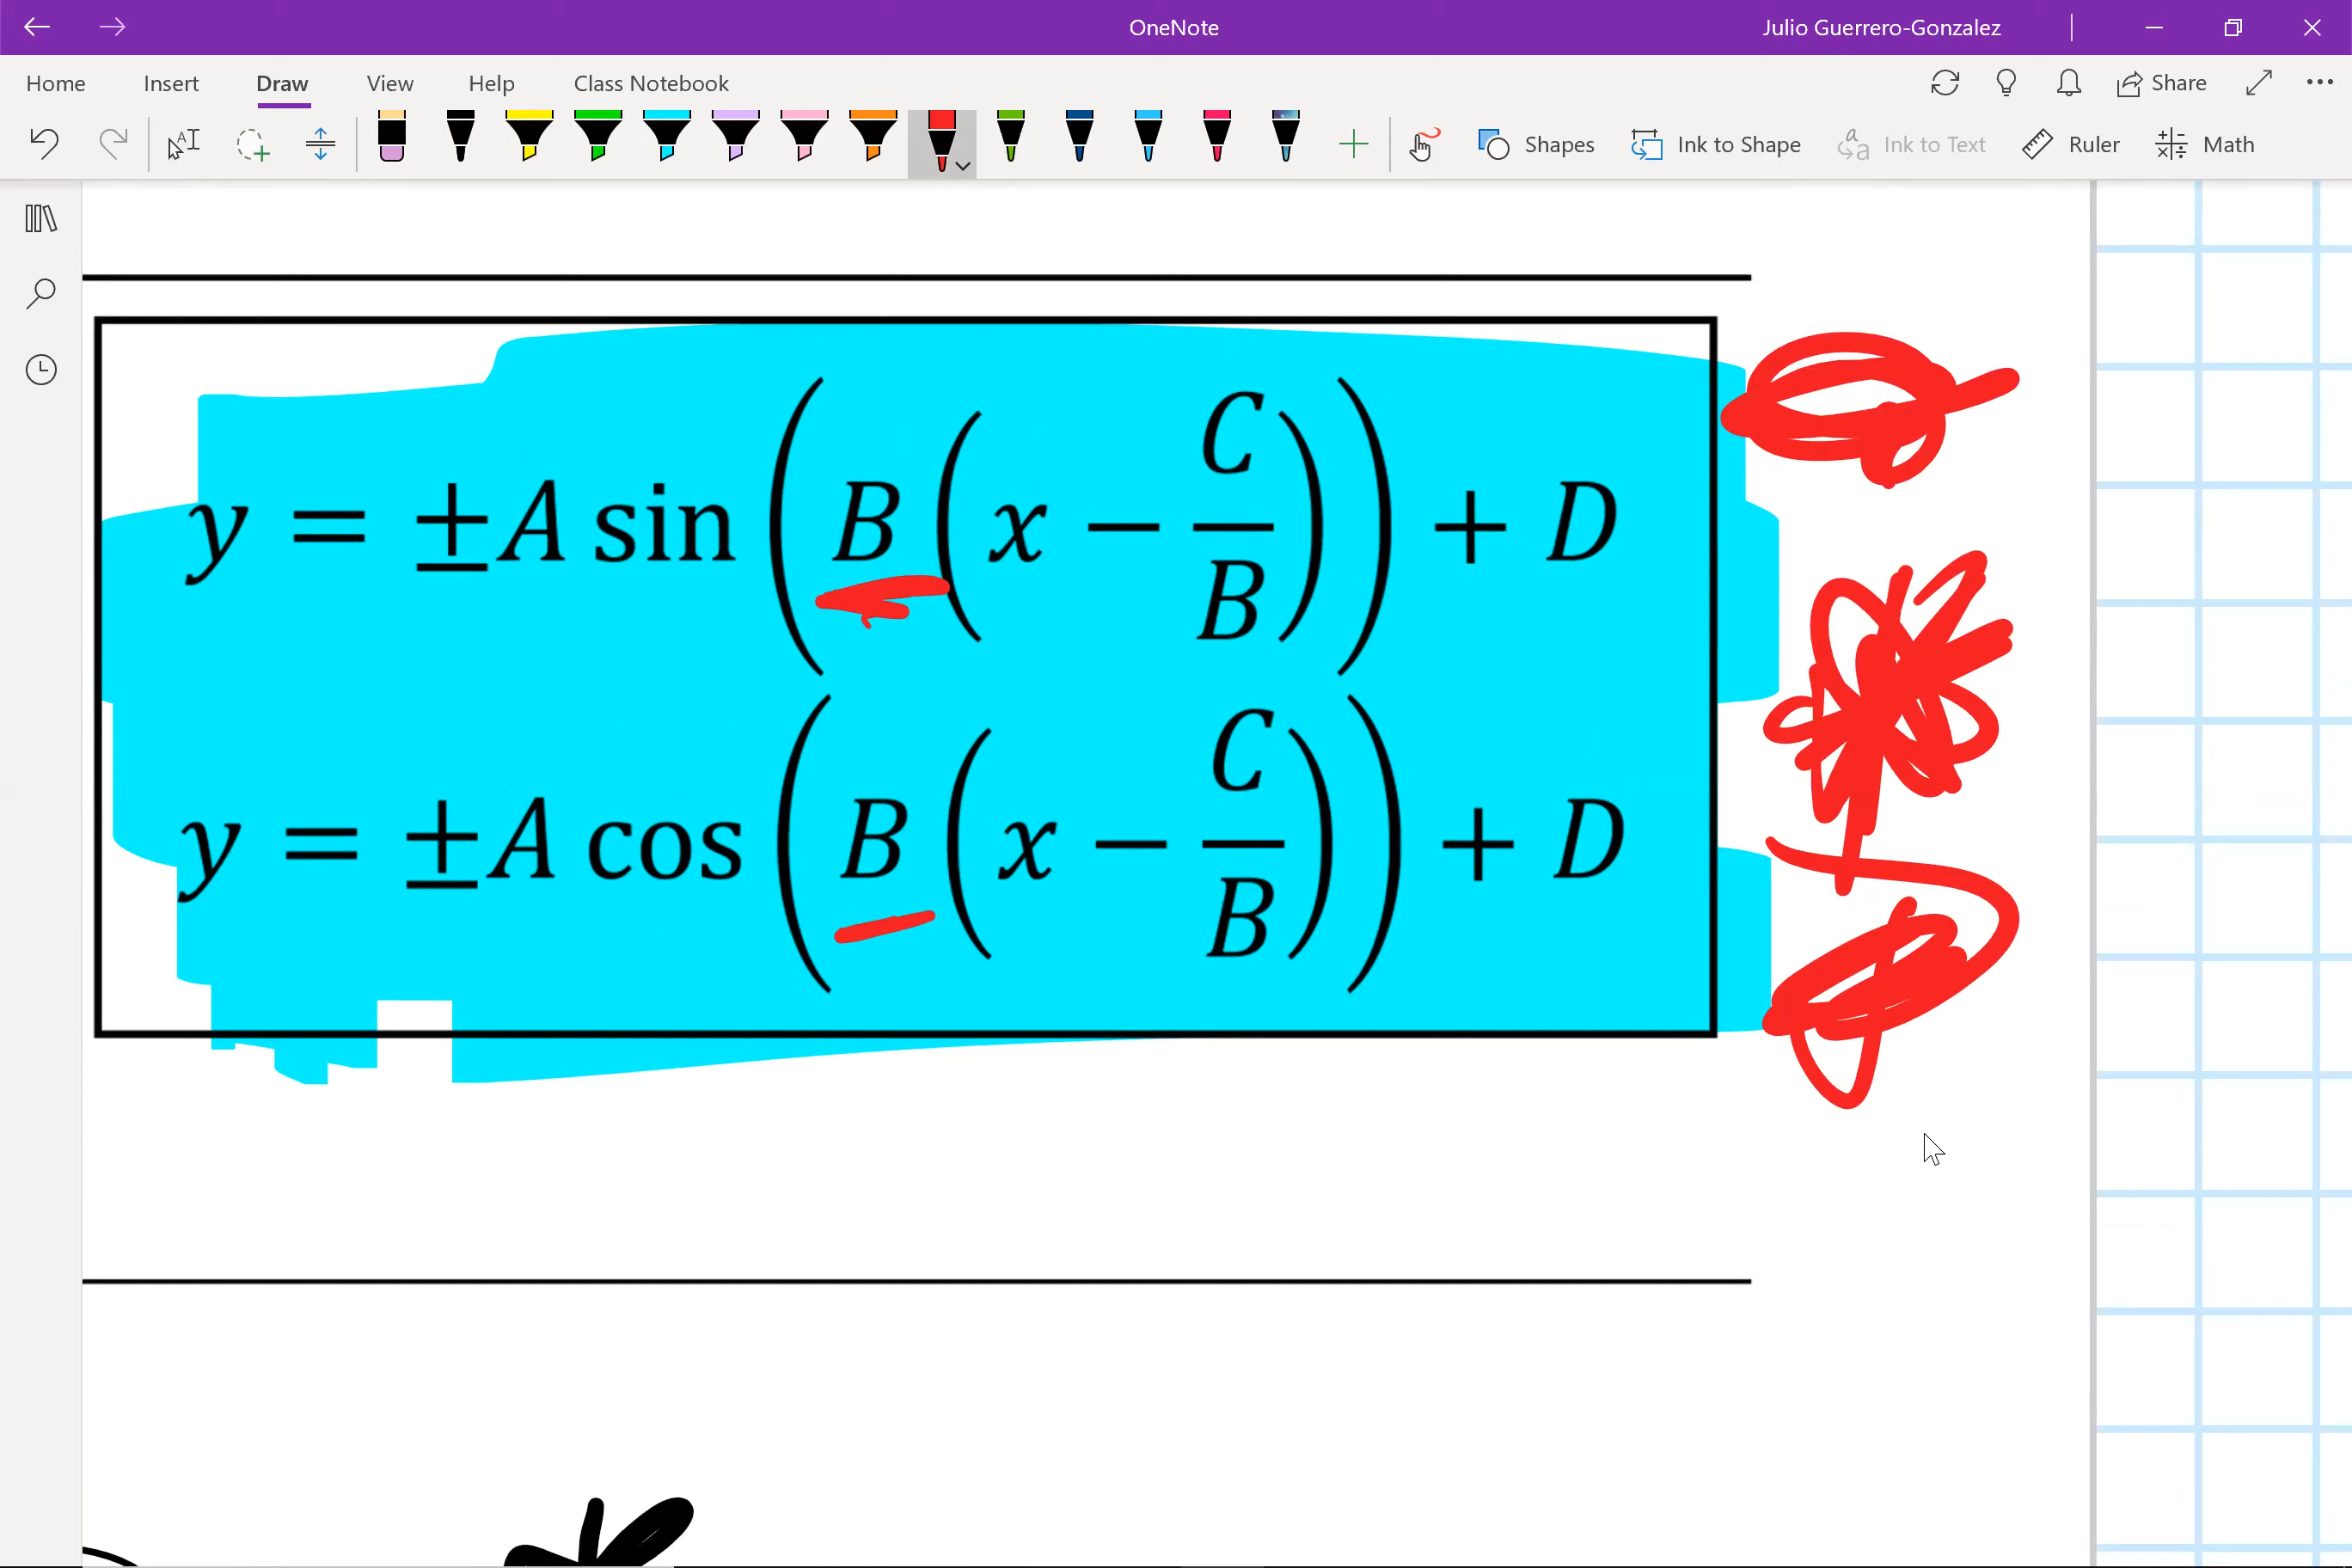 OneNote
Julio Guerrero-Gonzalez
Home Insert Draw View Help Class Notebook Share
Shapes Ink to Shape Ink to Text Ruler Math
y = ±A sin (B (x − C/B)) + D
y = ±A cos (B (x − C/B)) + D